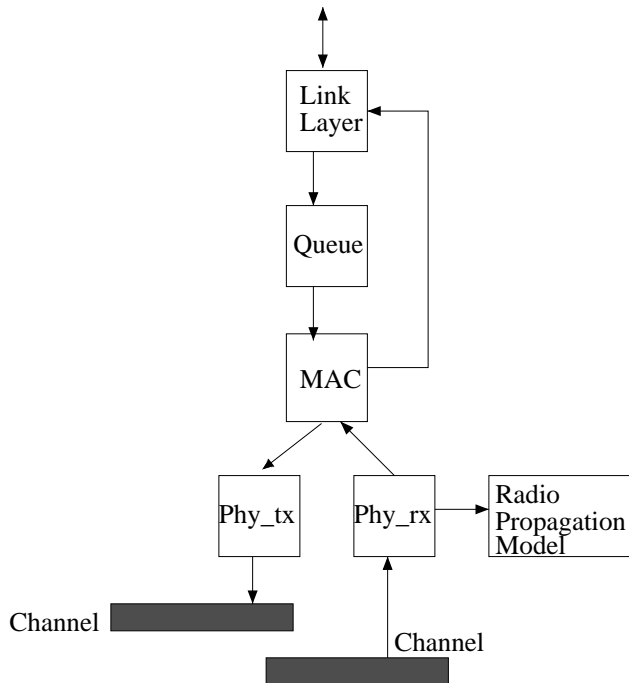 Link
Layer
Queue
MAC
Phy_tx
Phy_rx
Radio
Propagation
Model
Channel
Channel